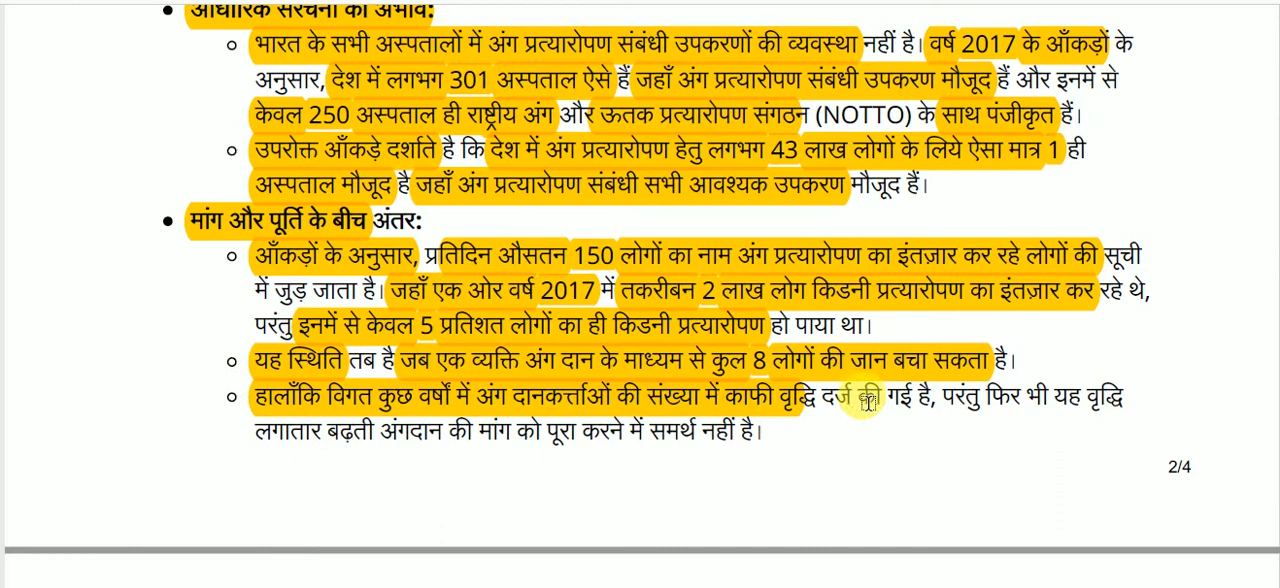 आधारिक संरचना का अभाव:
भारत के सभी अस्पतालों में अंग प्रत्यारोपण संबंधी उपकरणों की व्यवस्था नहीं है। वर्ष 2017 के आँकड़ों के
अनुसार, देश में लगभग 301 अस्पताल ऐसे हैं जहाँ अंग प्रत्यारोपण संबंधी उपकरण मौजूद हैं और इनमें से
केवल 250 अस्पताल ही राष्ट्रीय अंग और ऊतक प्रत्यारोपण संगठन (NOTTO) के साथ पंजीकृत हैं।
उपरोक्त आँकड़े दर्शाते है कि देश में अंग प्रत्यारोपण हेतु लगभग 43 लाख लोगों के लिये ऐसा मात्र 1 ही
अस्पताल मौजूद है जहाँ अंग प्रत्यारोपण संबंधी सभी आवश्यक उपकरण मौजूद हैं।
मांग और पूर्ति के बीच अंतर:
आँकड़ों के अनुसार, प्रतिदिन औसतन 150 लोगों का नाम अंग प्रत्यारोपण का इंतज़ार कर रहे लोगों की सूची
में जुड़ जाता है। जहाँ एक ओर वर्ष 2017 में तकरीबन 2 लाख लोग किडनी प्रत्यारोपण का इंतज़ार कर रहे थे,
परंतु इनमें से केवल 5 प्रतिशत लोगों का ही किडनी प्रत्यारोपण हो पाया था।
यह स्थिति तब है जब एक व्यक्ति अंग दान के माध्यम से कुल 8 लोगों की जान बचा सकता है।
हालाँकि विगत कुछ वर्षों में अंग दानकर्त्ताओं की संख्या में काफी वृद्धि दर्ज की गई है, परंतु फिर भी यह वृद्धि
लगातार बढ़ती अंगदान की मांग को पूरा करने में समर्थ नहीं है।
2/4